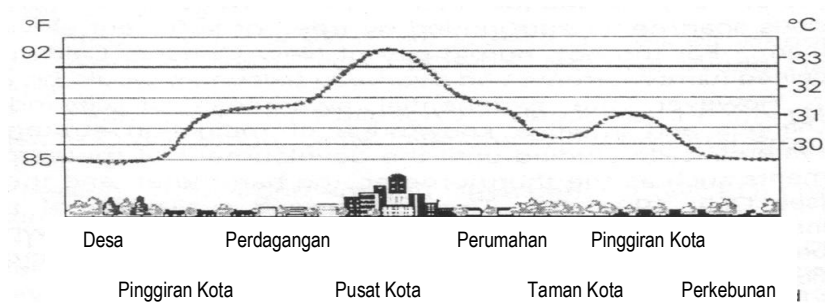 °F °C
92
33
32
31
85
30
Desa Perdagangan Perumahan Pinggiran Kota
Pinggiran Kota Pusat Kota Taman Kota Perkebunan